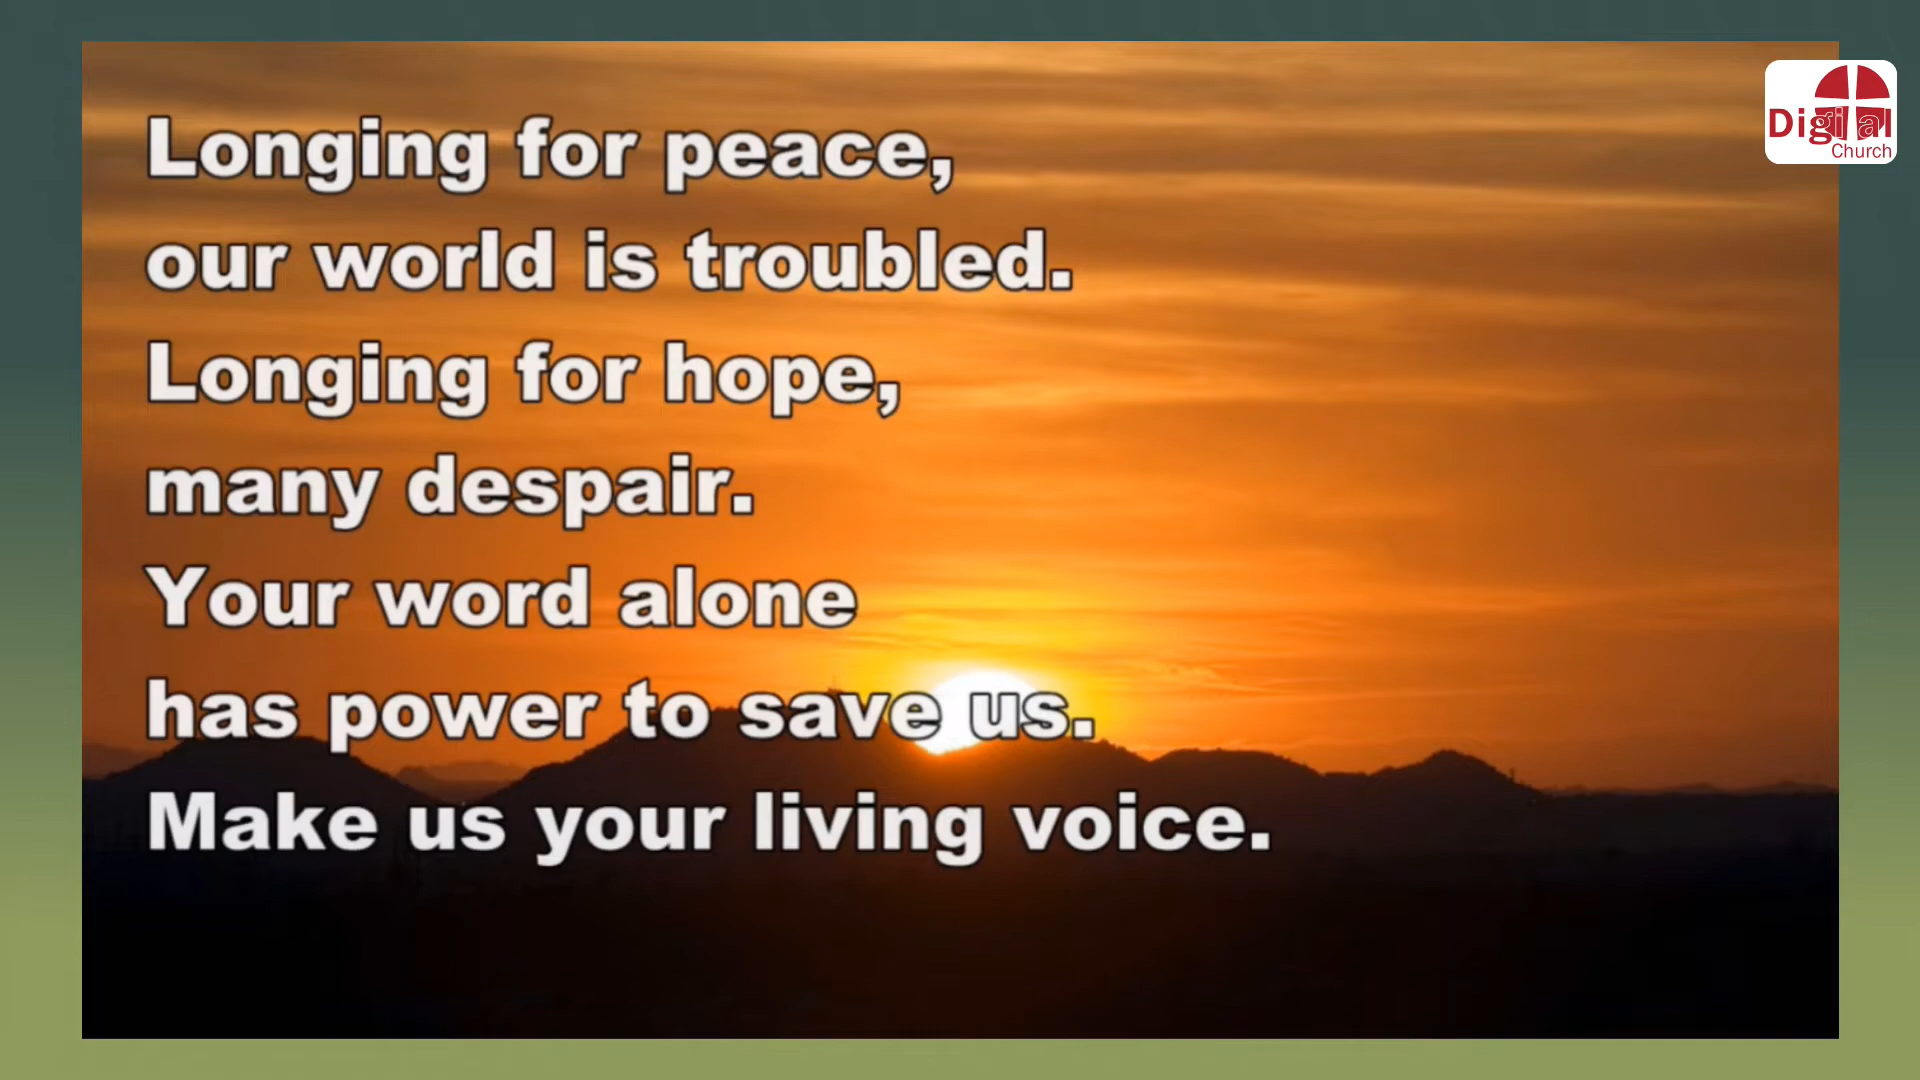 Longing for peace,
our world is troubled.
Longing for hope,
many despair.
Your word alone
has power to save us.
Make us your living voice.
Digital
Church